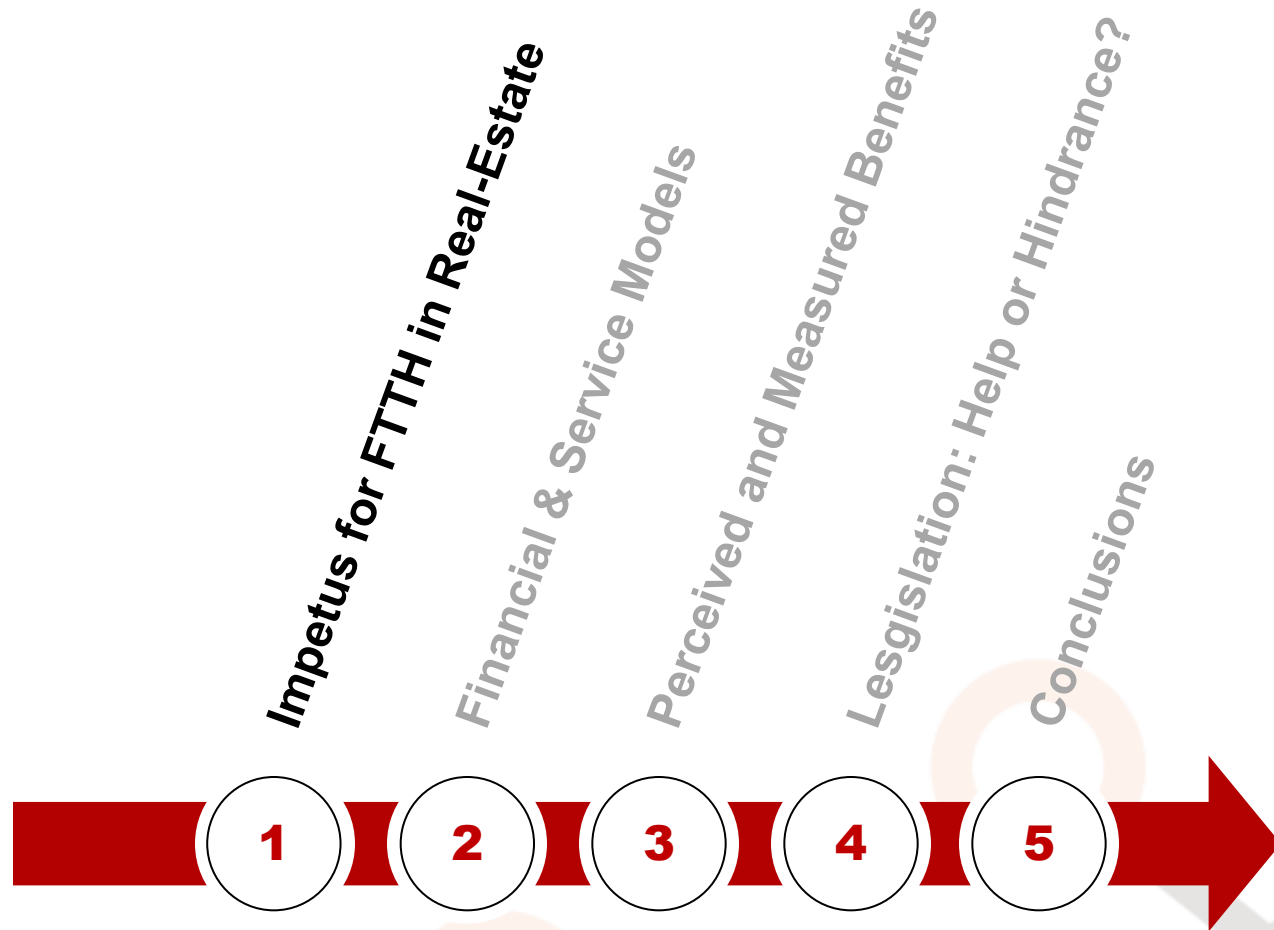 Impetus for FTTH in Real-Estate
Financial & Service Models
Perceived and Measured Benefits
Lesgislation: Help or Hindrance?
Conclusions
1
2
3
4
5